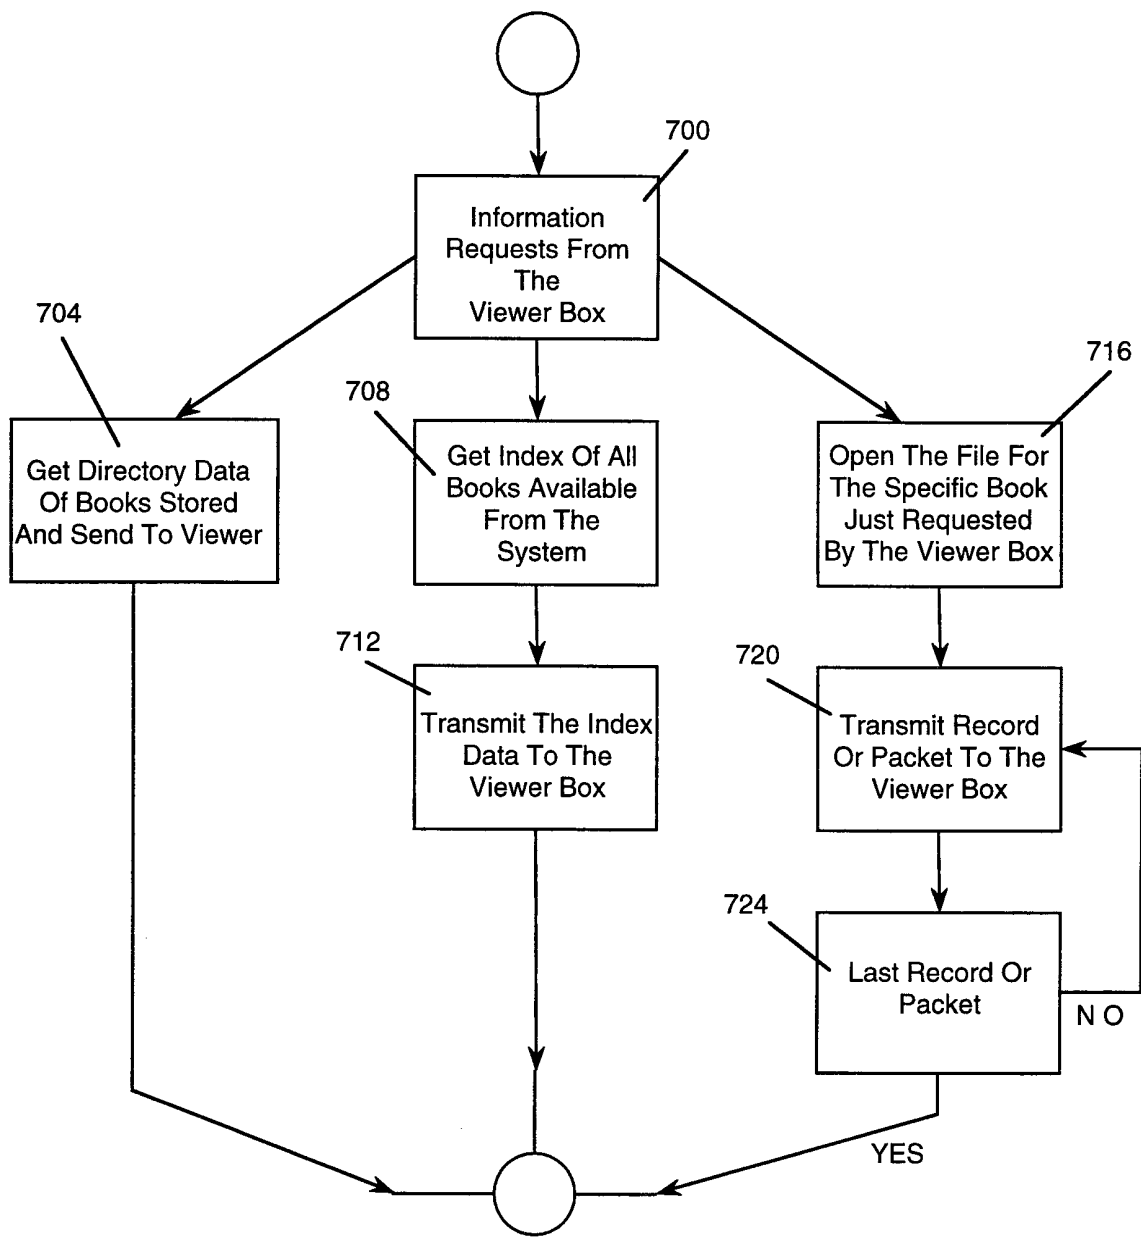 700
Information
Requests From
The
Viewer Box
704
Get Directory Data
Of Books Stored
And Send To Viewer
708
Get Index Of All
Books Available
From The
System
716
Open The File For
The Specific Book
Just Requested
By The Viewer Box
712
Transmit The Index
Data To The
Viewer Box
720
Transmit Record
Or Packet To The
Viewer Box
724
Last Record Or
Packet
NO
YES